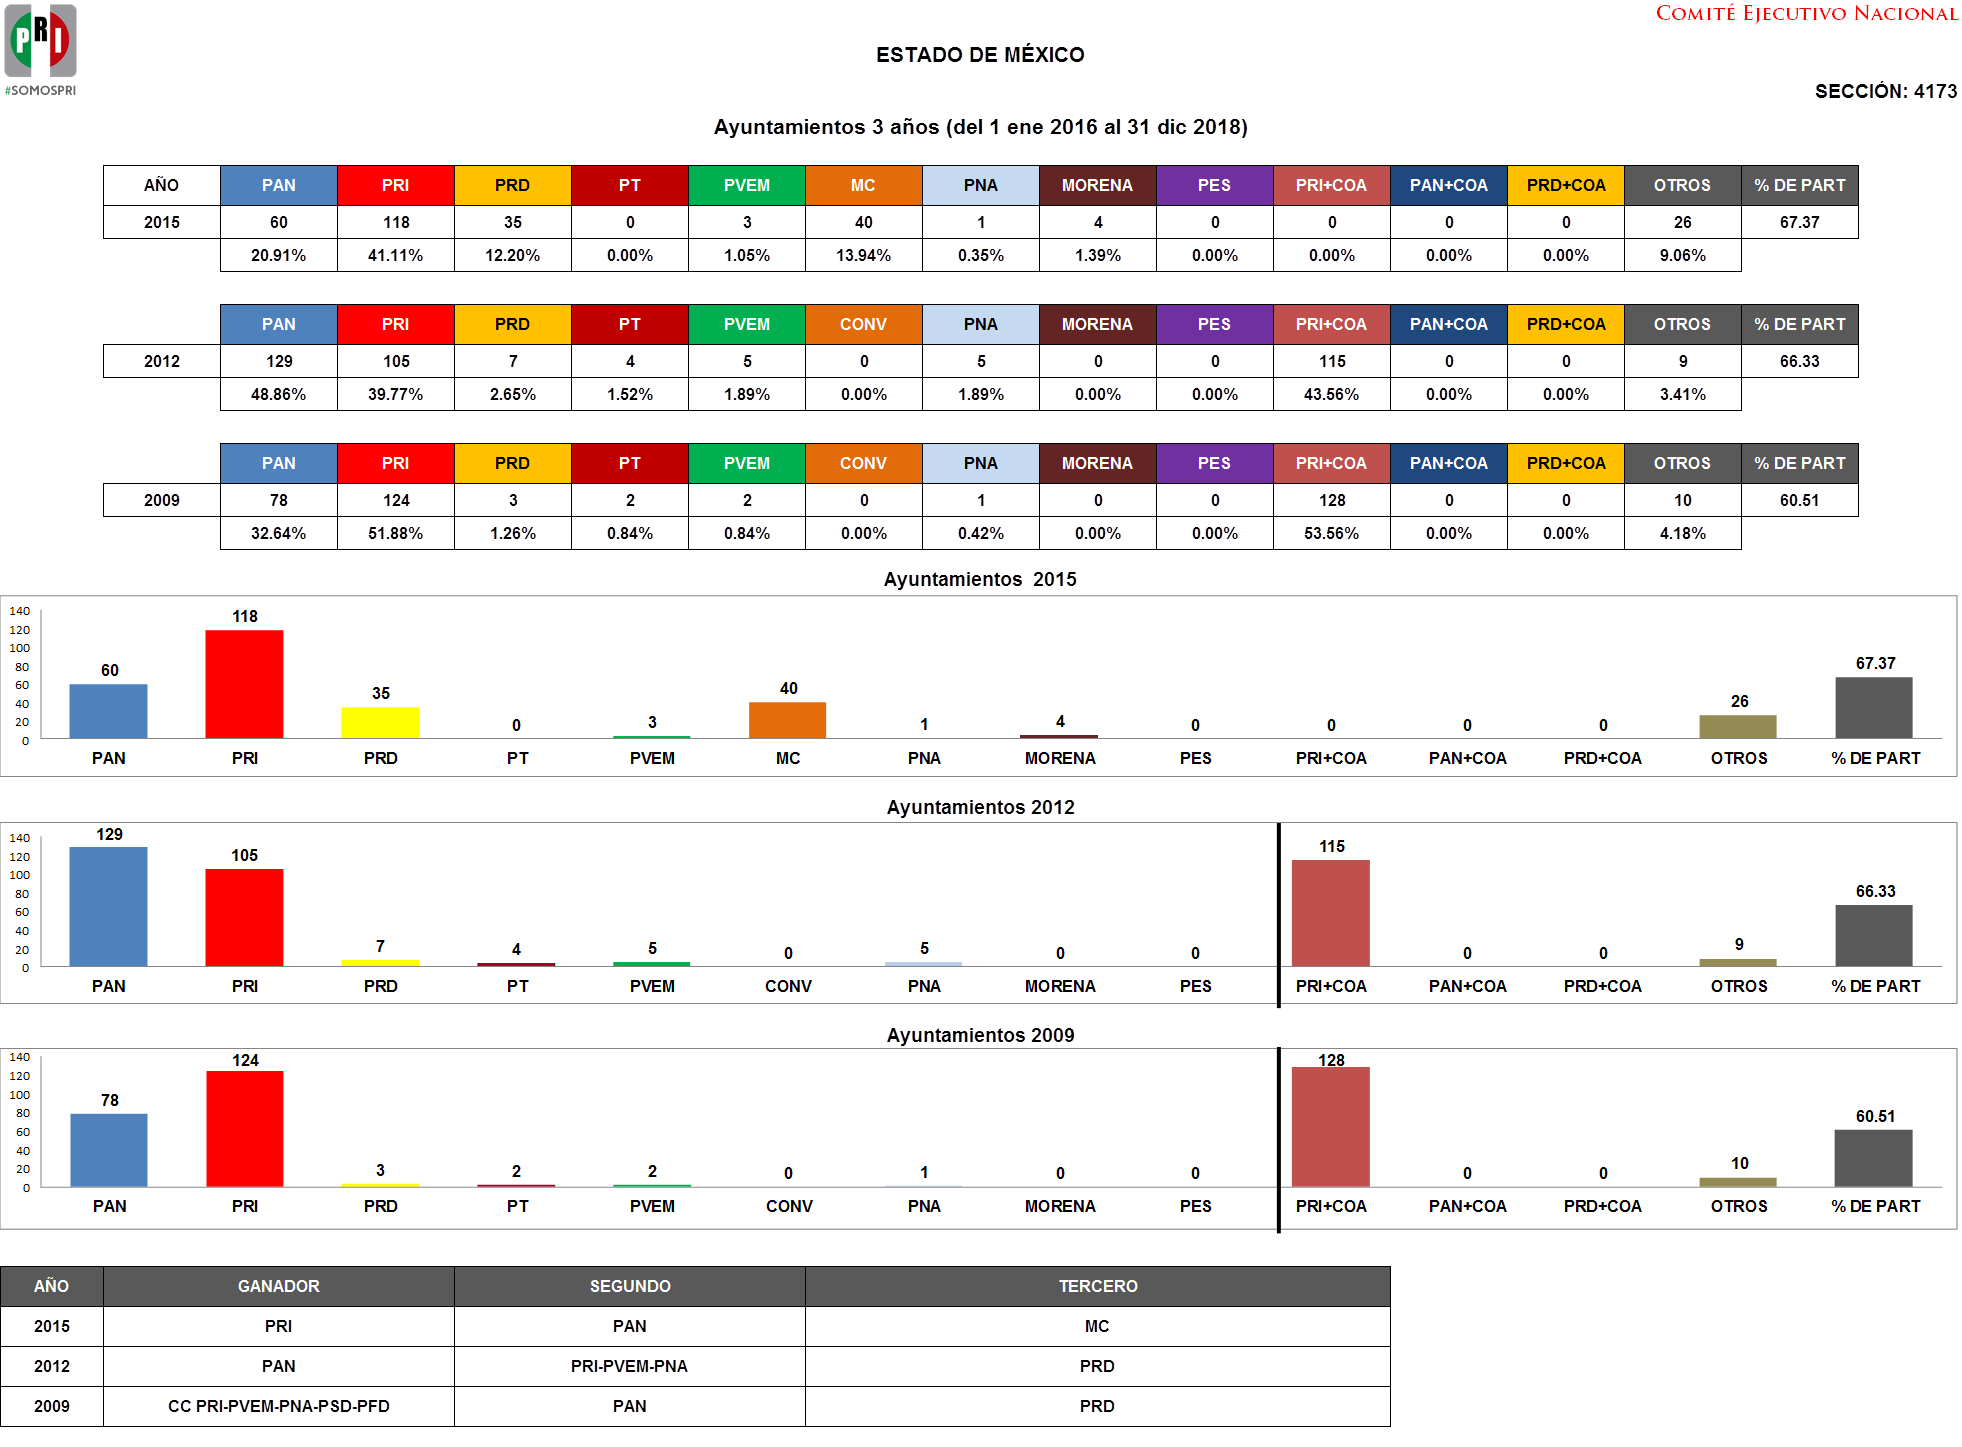 PRI
#SOMOSPRI
COMITÉ EJECUTIVO NACIONAL
ESTADO DE MÉXICO
SECCIÓN: 4173
Ayuntamientos 3 años (del 1 ene 2016 al 31 dic 2018)
AÑO PAN PRI PRD PT PVEM MC PNA MORENA PES PRI+COA PAN+COA PRD+COA OTROS % DE PART
2015 60 118 35 0 3 40 1 4 0 0 0 0 26 67.37
20.91% 41.11% 12.20% 0.00% 1.05% 13.94% 0.35% 1.39% 0.00% 0.00% 0.00% 0.00% 9.06%
PAN PRI PRD PT PVEM CONV PNA MORENA PES PRI+COA PAN+COA PRD+COA OTROS % DE PART
2012 129 105 7 4 5 0 5 0 0 115 0 0 9 66.33
48.86% 39.77% 2.65% 1.52% 1.89% 0.00% 1.89% 0.00% 0.00% 43.56% 0.00% 0.00% 3.41%
PAN PRI PRD PT PVEM CONV PNA MORENA PES PRI+COA PAN+COA PRD+COA OTROS % DE PART
2009 78 124 3 2 2 0 1 0 0 128 0 0 10 60.51
32.64% 51.88% 1.26% 0.84% 0.84% 0.00% 0.42% 0.00% 0.00% 53.56% 0.00% 0.00% 4.18%
Ayuntamientos 2015
140
120
100
80
60
40
20
0
60 118 35 0 3 40 1 4 0 0 0 0 26 67.37
PAN PRI PRD PT PVEM MC PNA MORENA PES PRI+COA PAN+COA PRD+COA OTROS % DE PART
Ayuntamientos 2012
140
120
100
80
60
40
20
0
129 105 7 4 5 0 5 0 0 115 0 0 9 66.33
PAN PRI PRD PT PVEM CONV PNA MORENA PES PRI+COA PAN+COA PRD+COA OTROS % DE PART
Ayuntamientos 2009
140
120
100
80
60
40
20
0
78 124 3 2 2 0 1 0 0 128 0 0 10 60.51
PAN PRI PRD PT PVEM CONV PNA MORENA PES PRI+COA PAN+COA PRD+COA OTROS % DE PART
AÑO GANADOR SEGUNDO TERCERO
2015 PRI PAN MC
2012 PAN PRI-PVEM-PNA PRD
2009 CC PRI-PVEM-PNA-PSD-PFD PAN PRD